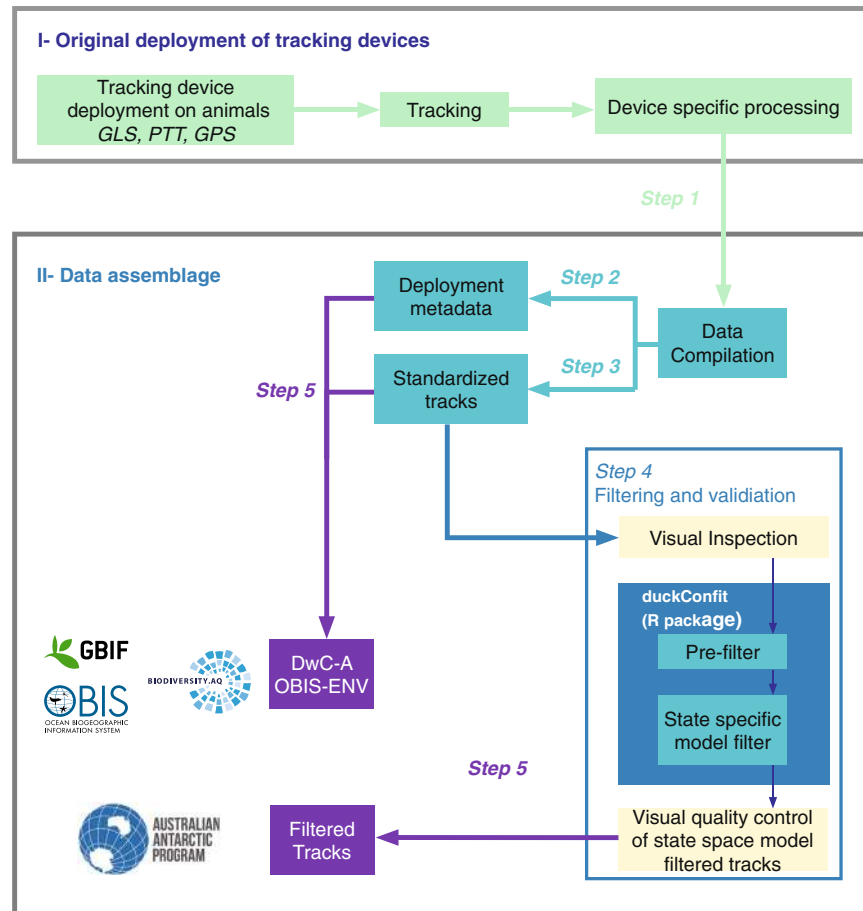 I- Original deployment of tracking devices
Tracking device
deployment on animals
GLS, PTT, GPS
Tracking
Device specific processing
Step 1
II- Data assemblage
Deployment
metadata
Step 2
Data
Compilation
Step 3
Standardized
tracks
Step 5
Step 4
Filtering and validiation
Visual Inspection
duckConfit
(R package)
Pre-filter
State specific
model filter
GBIF
BIODIVERSITY.AQ
OBIS
OCEAN BIOGEOGRAPHIC
INFORMATION SYSTEM
DwC-A
OBIS-ENV
Step 5
Visual quality control
of state space model
filtered tracks
AUSTRALIAN
ANTARCTIC
PROGRAM
Filtered
Tracks